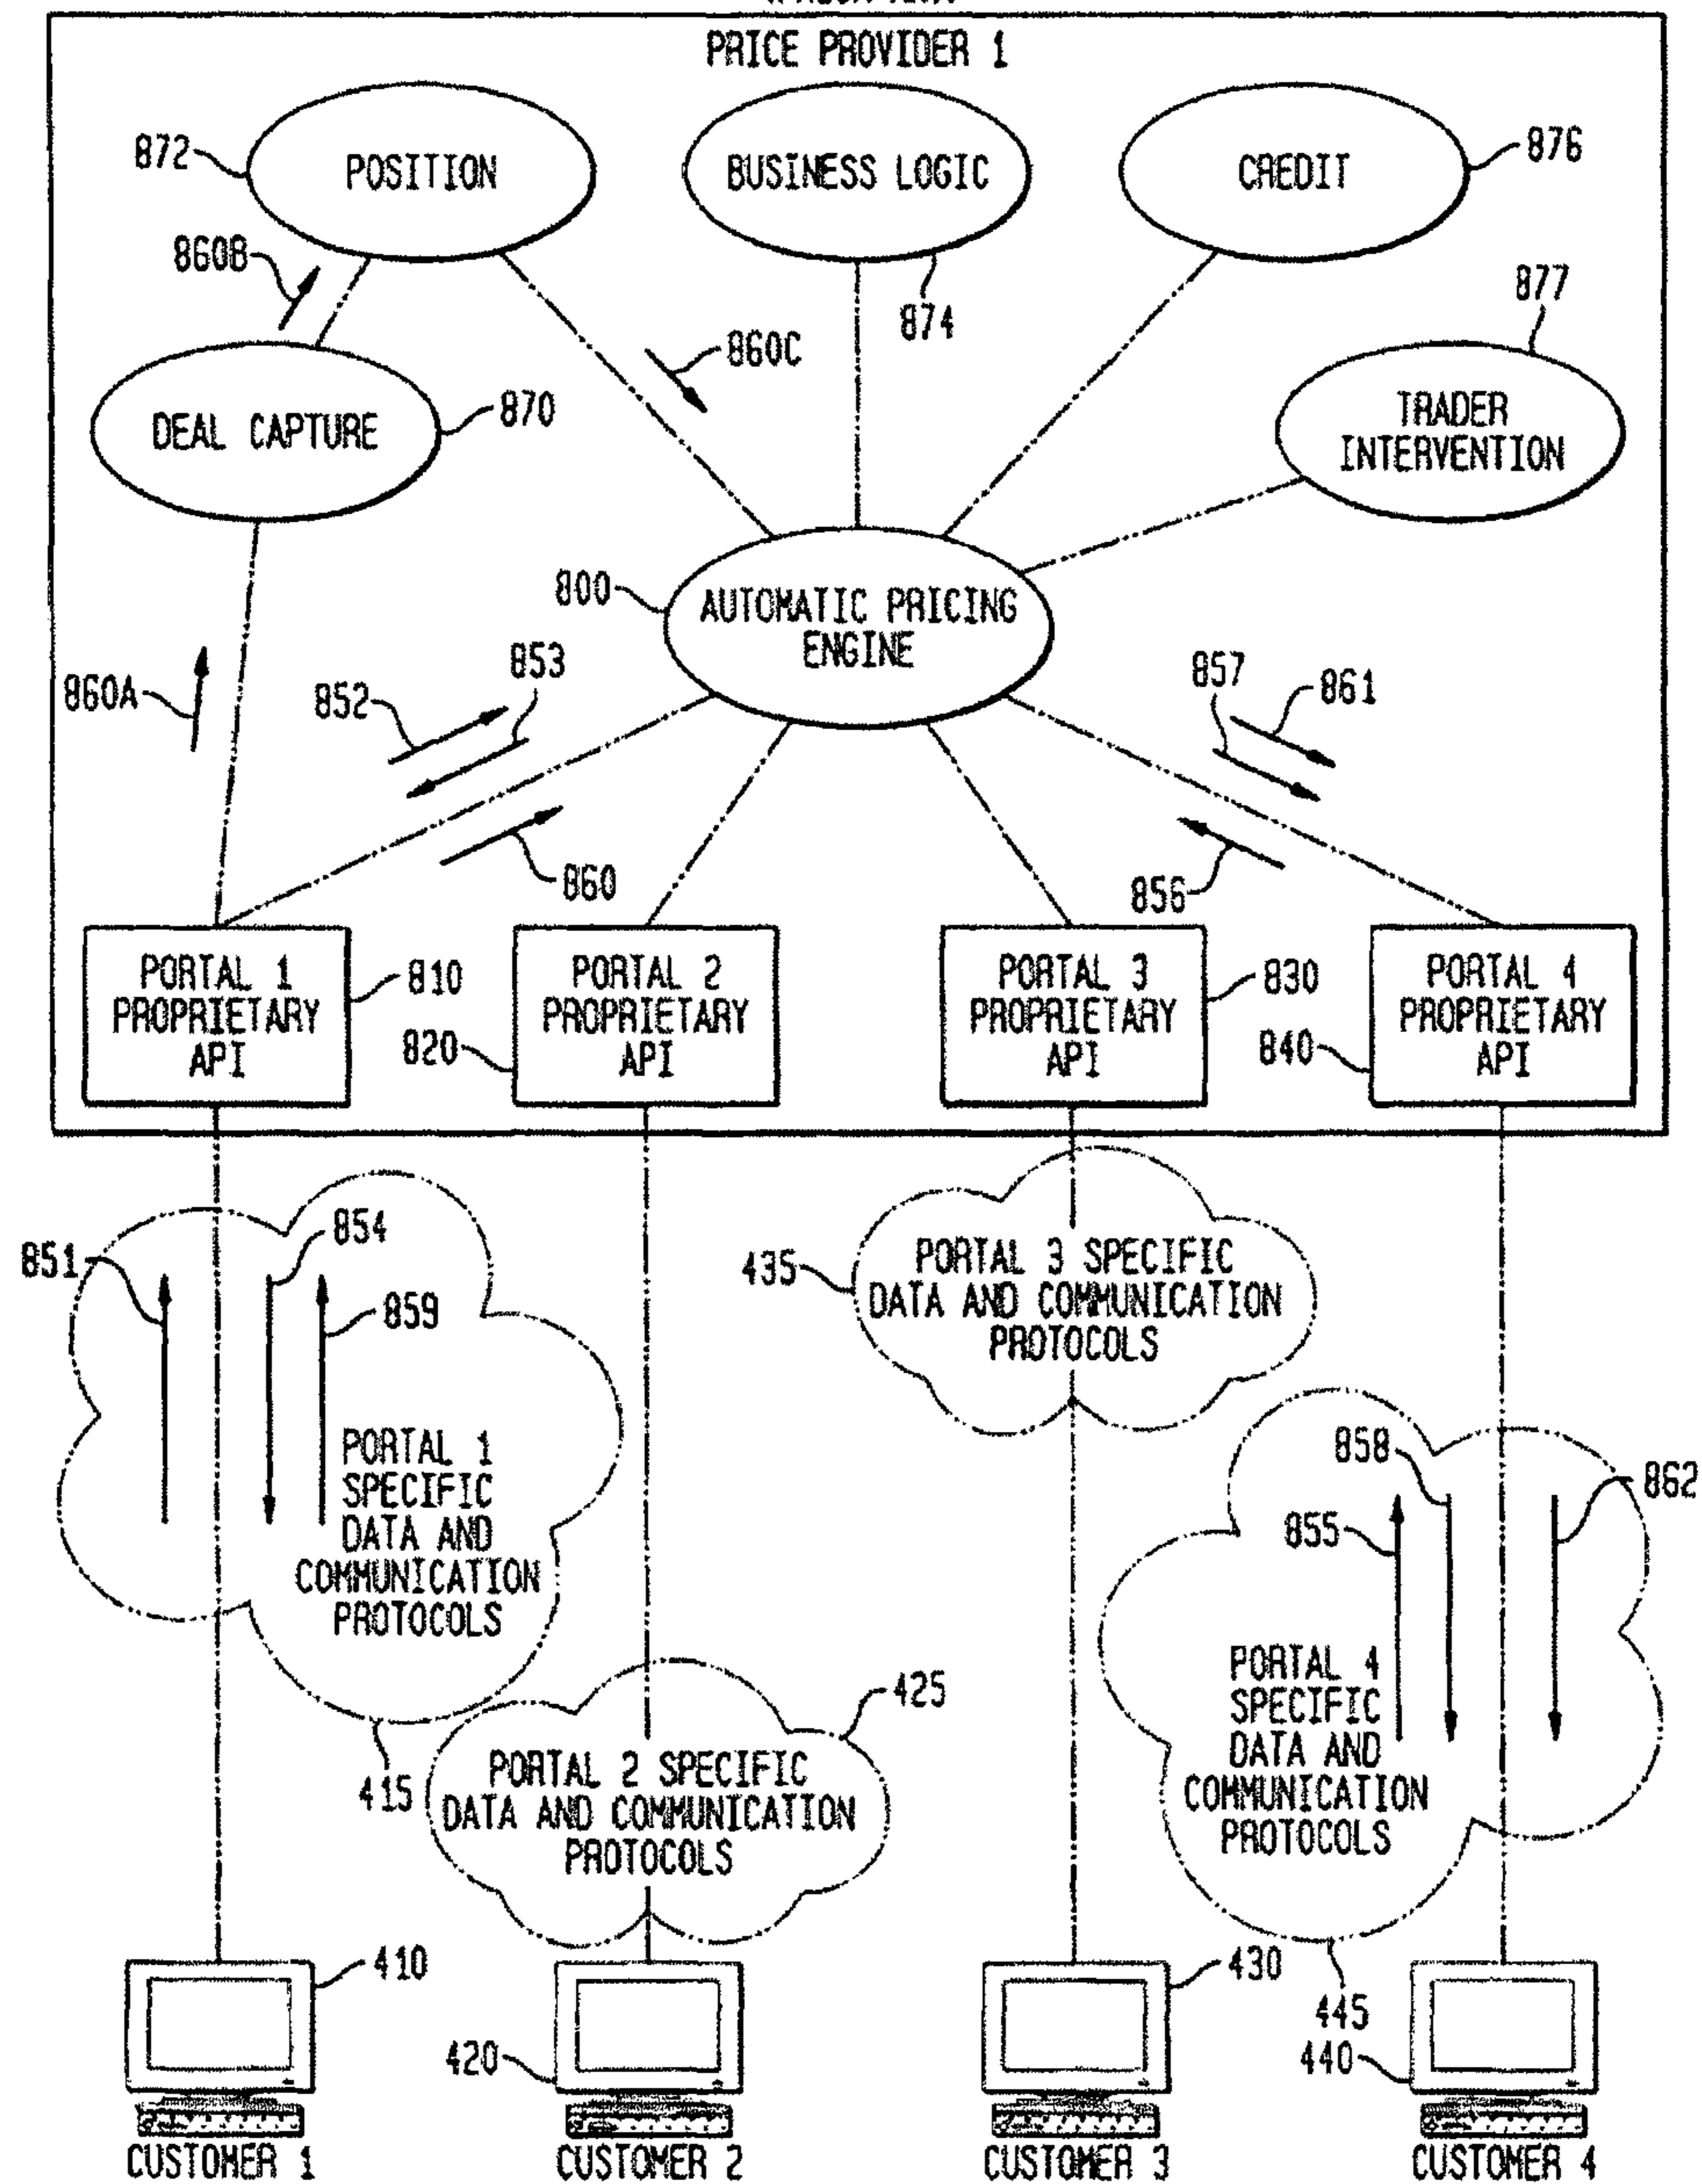 PRICE PROVIDER 1
872
POSITION
BUSINESS LOGIC
CREDIT
876
860B
874
877
860C
DEAL CAPTURE
870
TRADER
INTERVENTION
800
AUTOMATIC PRICING
ENGINE
860A
852
853
857
861
860
856
PORTAL 1
PROPRIETARY
API
810
820
PORTAL 2
PROPRIETARY
API
PORTAL 3
PROPRIETARY
API
830
840
PORTAL 4
PROPRIETARY
API
851
854
859
PORTAL 1
SPECIFIC
DATA AND
COMMUNICATION
PROTOCOLS
415
435
PORTAL 3 SPECIFIC
DATA AND COMMUNICATION
PROTOCOLS
425
PORTAL 2 SPECIFIC
DATA AND COMMUNICATION
PROTOCOLS
858
862
855
PORTAL 4
SPECIFIC
DATA AND
COMMUNICATION
PROTOCOLS
445
410
420
430
440
CUSTOMER 1
CUSTOMER 2
CUSTOMER 3
CUSTOMER 4